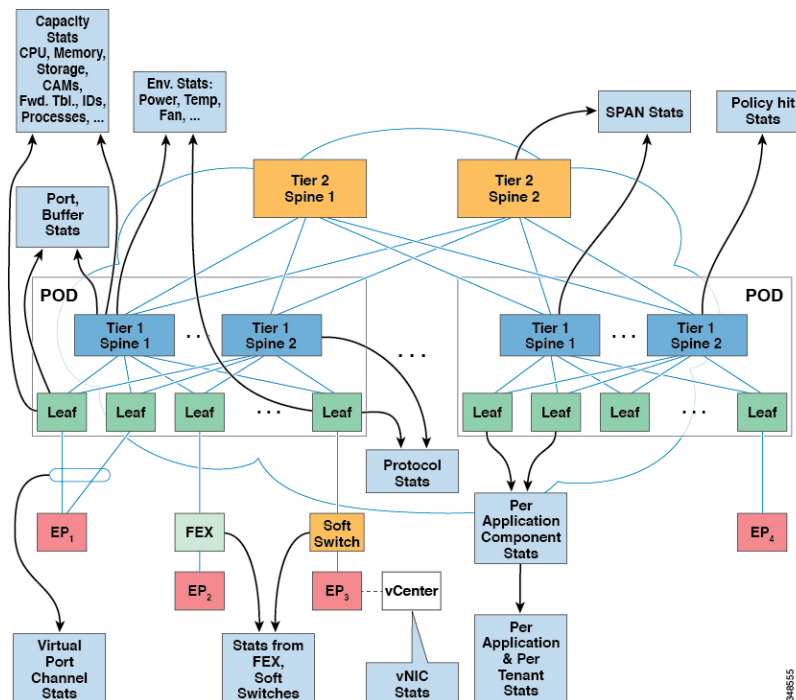 Capacity
Stats
CPU, Memory,
Storage,
CAMs,
Fwd. Tbl., IDs,
Processes, ...
Env. Stats:
Power, Temp,
Fan, ...
SPAN Stats
Policy hit
Stats
Tier 2
Spine 1
Tier 2
Spine 2
Port,
Buffer
Stats
POD
POD
Tier 1
Spine 1
. .
Tier 1
Spine 2
. . .
Tier 1
Spine 1
. . .
Tier 1
Spine 2
Leaf
Leaf
Leaf
. . .
Leaf
Leaf
Leaf
Leaf
. . .
Leaf
Protocol
Stats
EP1
FEX
Soft
Switch
Per
Application
Component
Stats
EP4
EP2
EP3
vCenter
Virtual
Port
Channel
Stats
Stats from
FEX,
Soft
Switches
vNIC
Stats
Per
Application
& Per
Tenant
Stats
348555